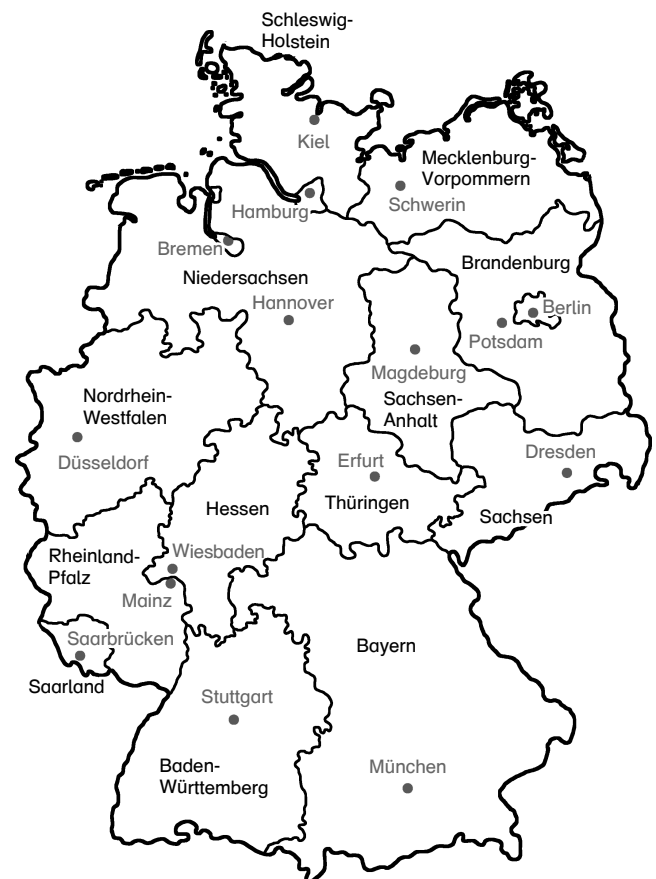 Schleswig-
Holstein
Kiel
Mecklenburg-
Vorpommern
Schwerin
Hamburg
Bremen
Niedersachsen
Hannover
Brandenburg
Berlin
Potsdam
Magdeburg
Sachsen-
Anhalt
Nordrhein-
Westfalen
Düsseldorf
Erfurt
Thüringen
Dresden
Sachsen
Hessen
Wiesbaden
Rheinland-
Pfalz
Mainz
Saarbrücken
Saarland
Bayern
Stuttgart
Baden-
Württemberg
München